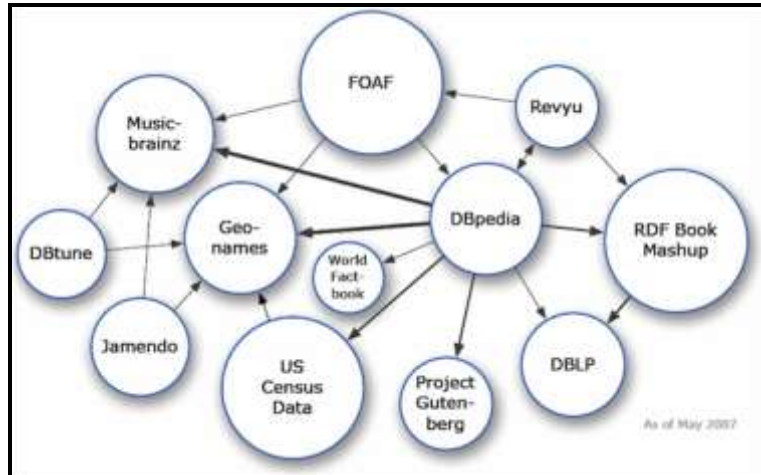 FOAF
Music-
brainz
Revyu
DBpedia
RDF Book
Mashup
Geo-
names
DBtune
World
Fact-
book
Jamendo
US
Census
Data
Project
Guten-
berg
DBLP
As of May 2007